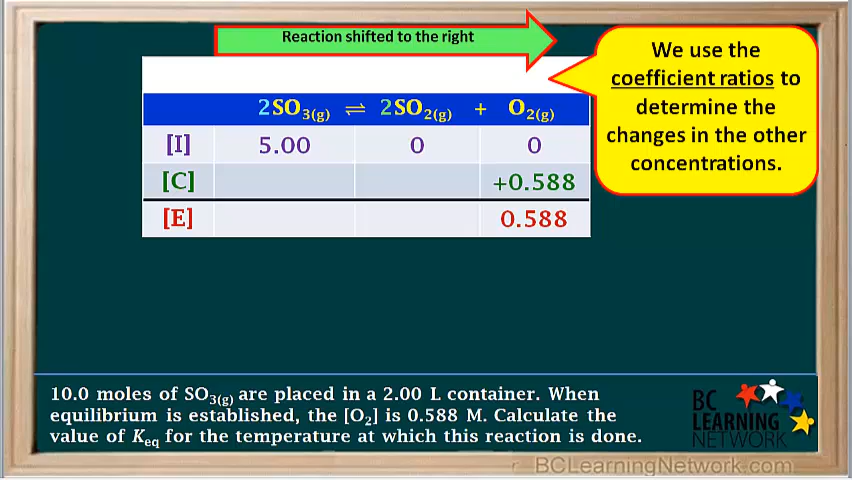 Reaction shifted to the right
We use the
coefficient ratios to
determine the
changes in the other
concentrations.
2SO3(g) ⇌ 2SO2(g) + O2(g)
[I] 5.00 0 0
[C] +0.588
[E] 0.588
10.0 moles of SO3(g) are placed in a 2.00 L container. When
equilibrium is established, the [O2] is 0.588 M. Calculate the
value of Keq for the temperature at which this reaction is done.
BC
LEARNING
NETWORK
BCLearningNetwork.com